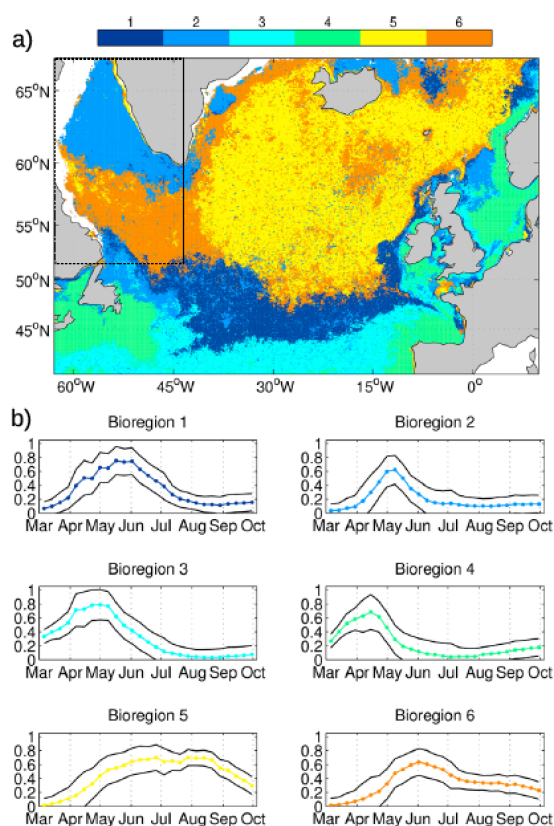 1 2 3 4 5 6
a)
65°N
60°N
55°N
50°N
45°N
60°W 45°W 30°W 15°W 0°
b)
Bioregion 1 Bioregion 2
1 1
0.8 0.8
0.6 0.6
0.4 0.4
0.2 0.2
0 0
Mar Apr May Jun Jul Aug Sep Oct Mar Apr May Jun Jul Aug Sep Oct
Bioregion 3 Bioregion 4
1 1
0.8 0.8
0.6 0.6
0.4 0.4
0.2 0.2
0 0
Mar Apr May Jun Jul Aug Sep Oct Mar Apr May Jun Jul Aug Sep Oct
Bioregion 5 Bioregion 6
1 1
0.8 0.8
0.6 0.6
0.4 0.4
0.2 0.2
0 0
Mar Apr May Jun Jul Aug Sep Oct Mar Apr May Jun Jul Aug Sep Oct